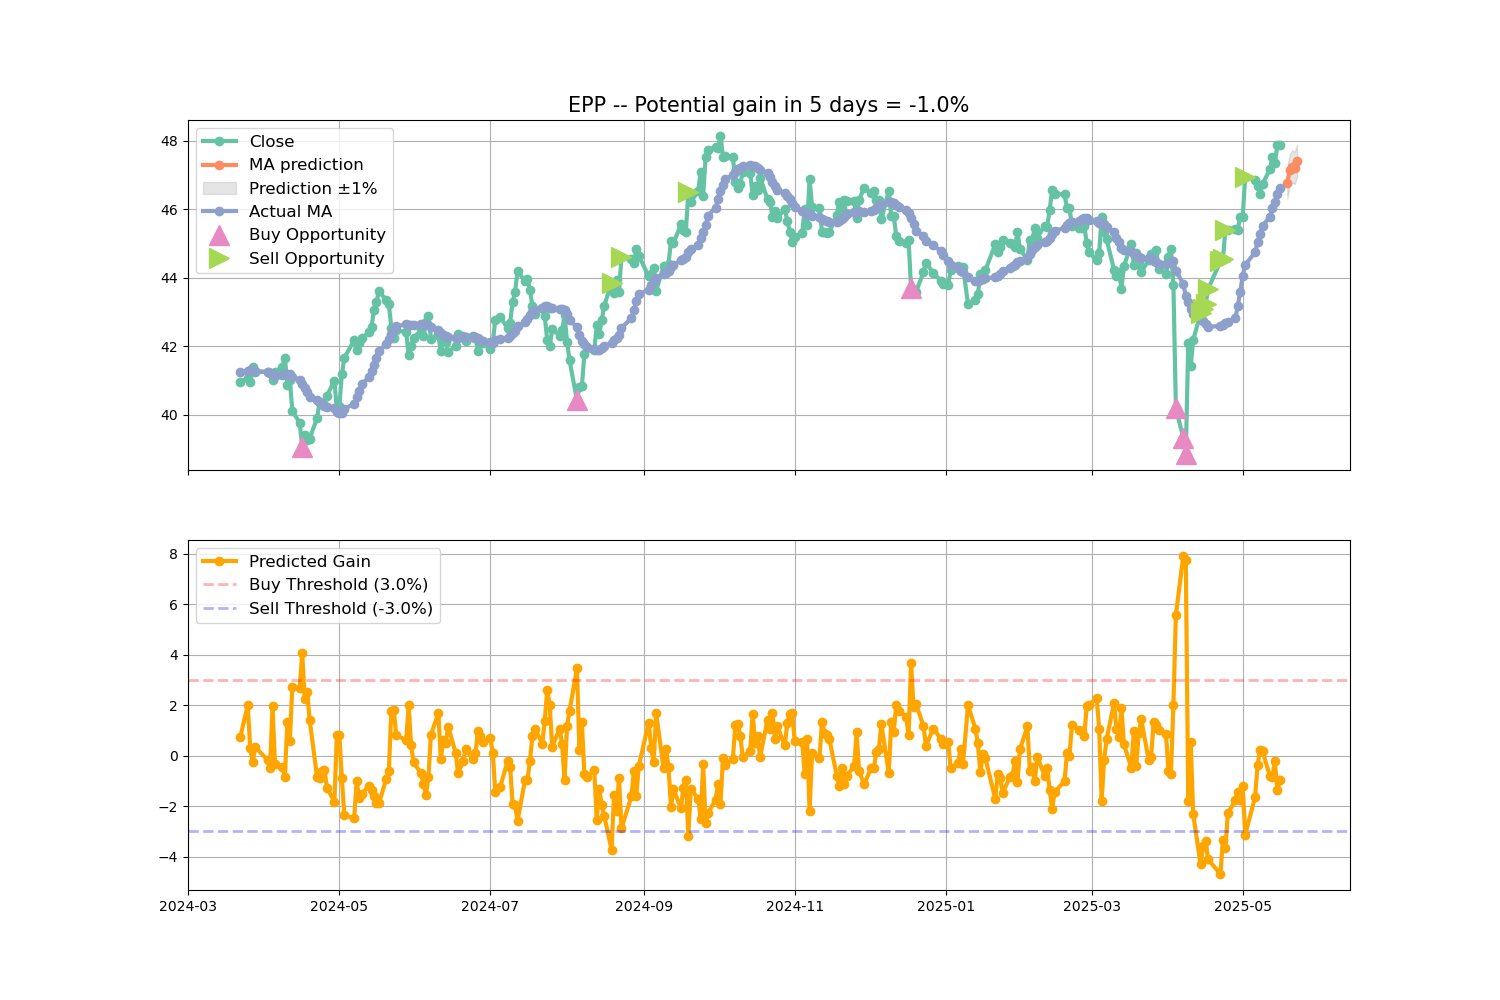 EPP -- Potential gain in 5 days = -1.0%
48
46
44
42
40
Close
MA prediction
Prediction ±1%
Actual MA
Buy Opportunity
Sell Opportunity
8
6
4
2
0
−2
−4
Predicted Gain
Buy Threshold (3.0%)
Sell Threshold (-3.0%)
2024-03 2024-05 2024-07 2024-09 2024-11 2025-01 2025-03 2025-05